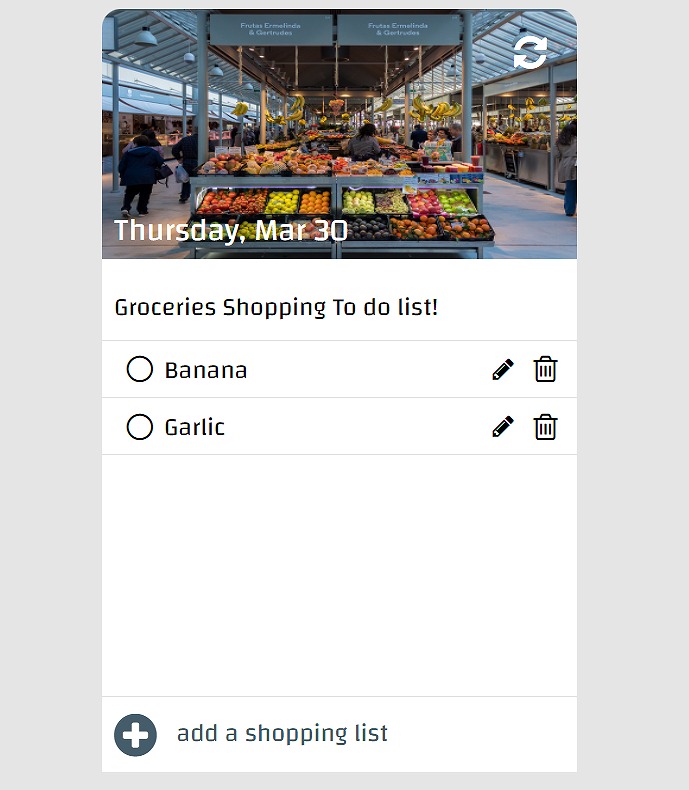 Frutas Ermelinda
& Gertrudes
Frutas Ermelinda
& Gertrudes
Thursday, Mar 30
Groceries Shopping To do list!
Banana
Garlic
add a shopping list